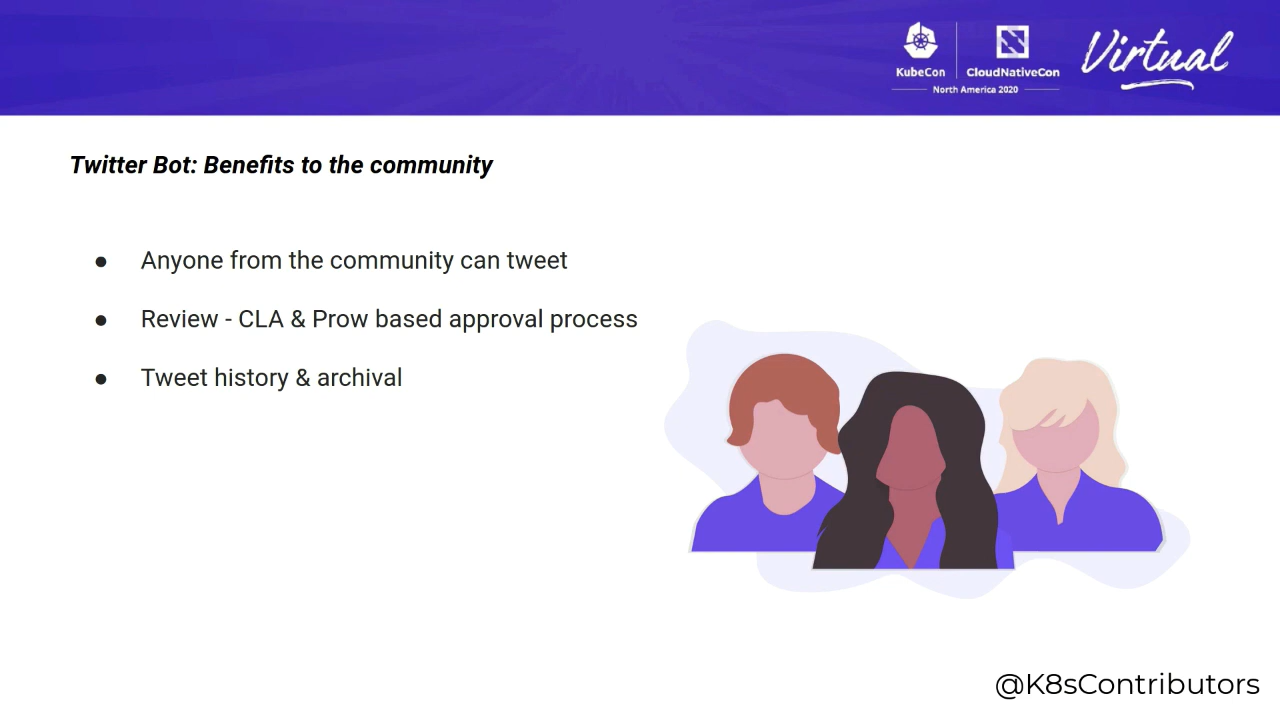 KubeCon
CloudNativeCon
North America 2020
Virtual
Twitter Bot: Benefits to the community
● Anyone from the community can tweet
● Review - CLA & Prow based approval process
● Tweet history & archival
@K8sContributors